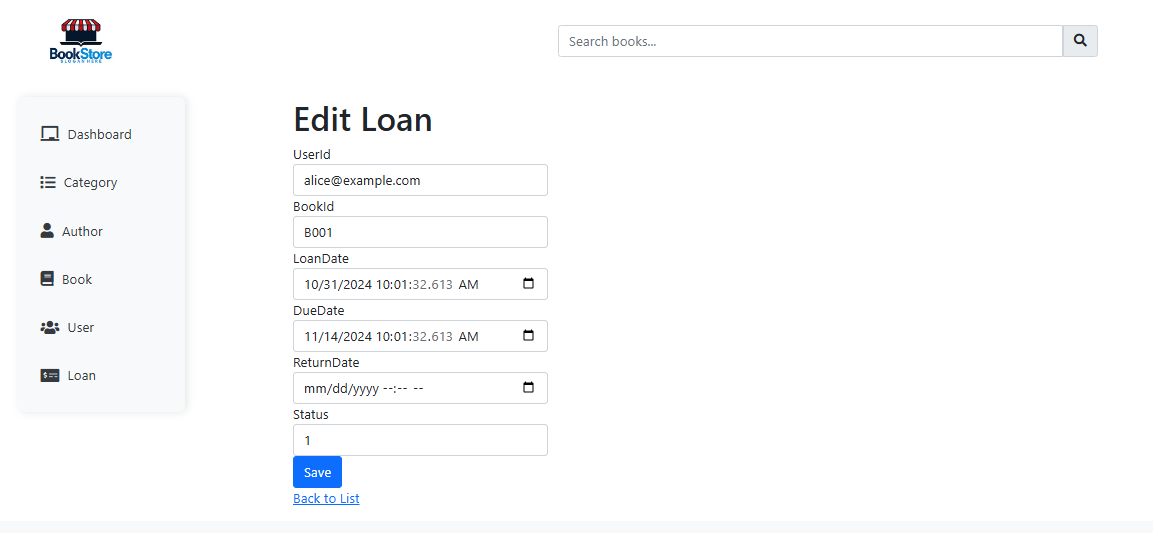 BookStore
SLOGAN HERE
Search books...
Dashboard
Category
Author
Book
User
Loan
Edit Loan
UserId
alice@example.com
BookId
B001
LoanDate
10/31/2024 10:01:32.613 AM
DueDate
11/14/2024 10:01:32.613 AM
ReturnDate
mm/dd/yyyy --:-- --
Status
1
Save
Back to List